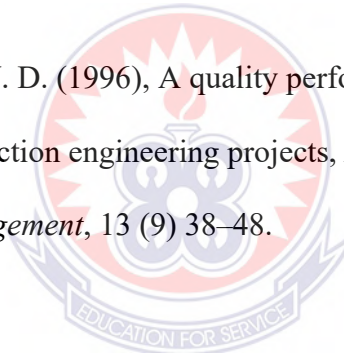 . D. (1996), A quality perfo
ction engineering projects,
gement, 13 (9) 38–48.
EDUCATION FOR SERVICE